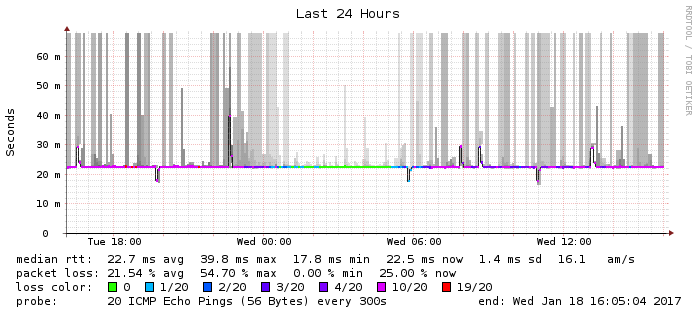 Last 24 Hours
RRDTOOL / TOBI OETIKER
Seconds
60 m
50 m
40 m
30 m
20 m
10 m
0
Tue 18:00 Wed 00:00 Wed 06:00 Wed 12:00
median rtt: 22.7 ms avg 39.8 ms max 17.8 ms min 22.5 ms now 1.4 ms sd 16.1 am/s
packet loss: 21.54 % avg 54.70 % max 0.00 % min 25.00 % now
loss color: 0 1/20 2/20 3/20 4/20 10/20 19/20
probe: 20 ICMP Echo Pings (56 Bytes) every 300s end: Wed Jan 18 16:05:04 2017